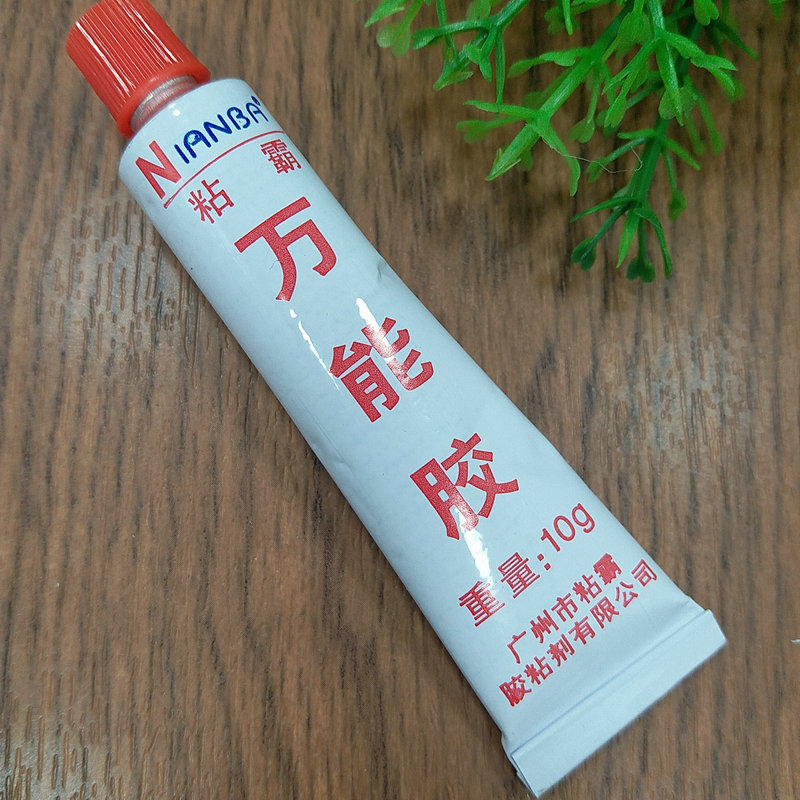 NIANBA
粘霸
万能胶
重量:10g
广州市粘霸
胶粘剂有限公司